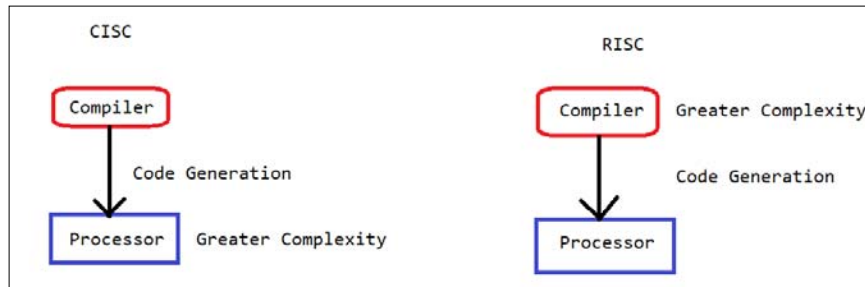 CISC
Compiler
Code Generation
Processor Greater Complexity
RISC
Compiler Greater Complexity
Code Generation
Processor